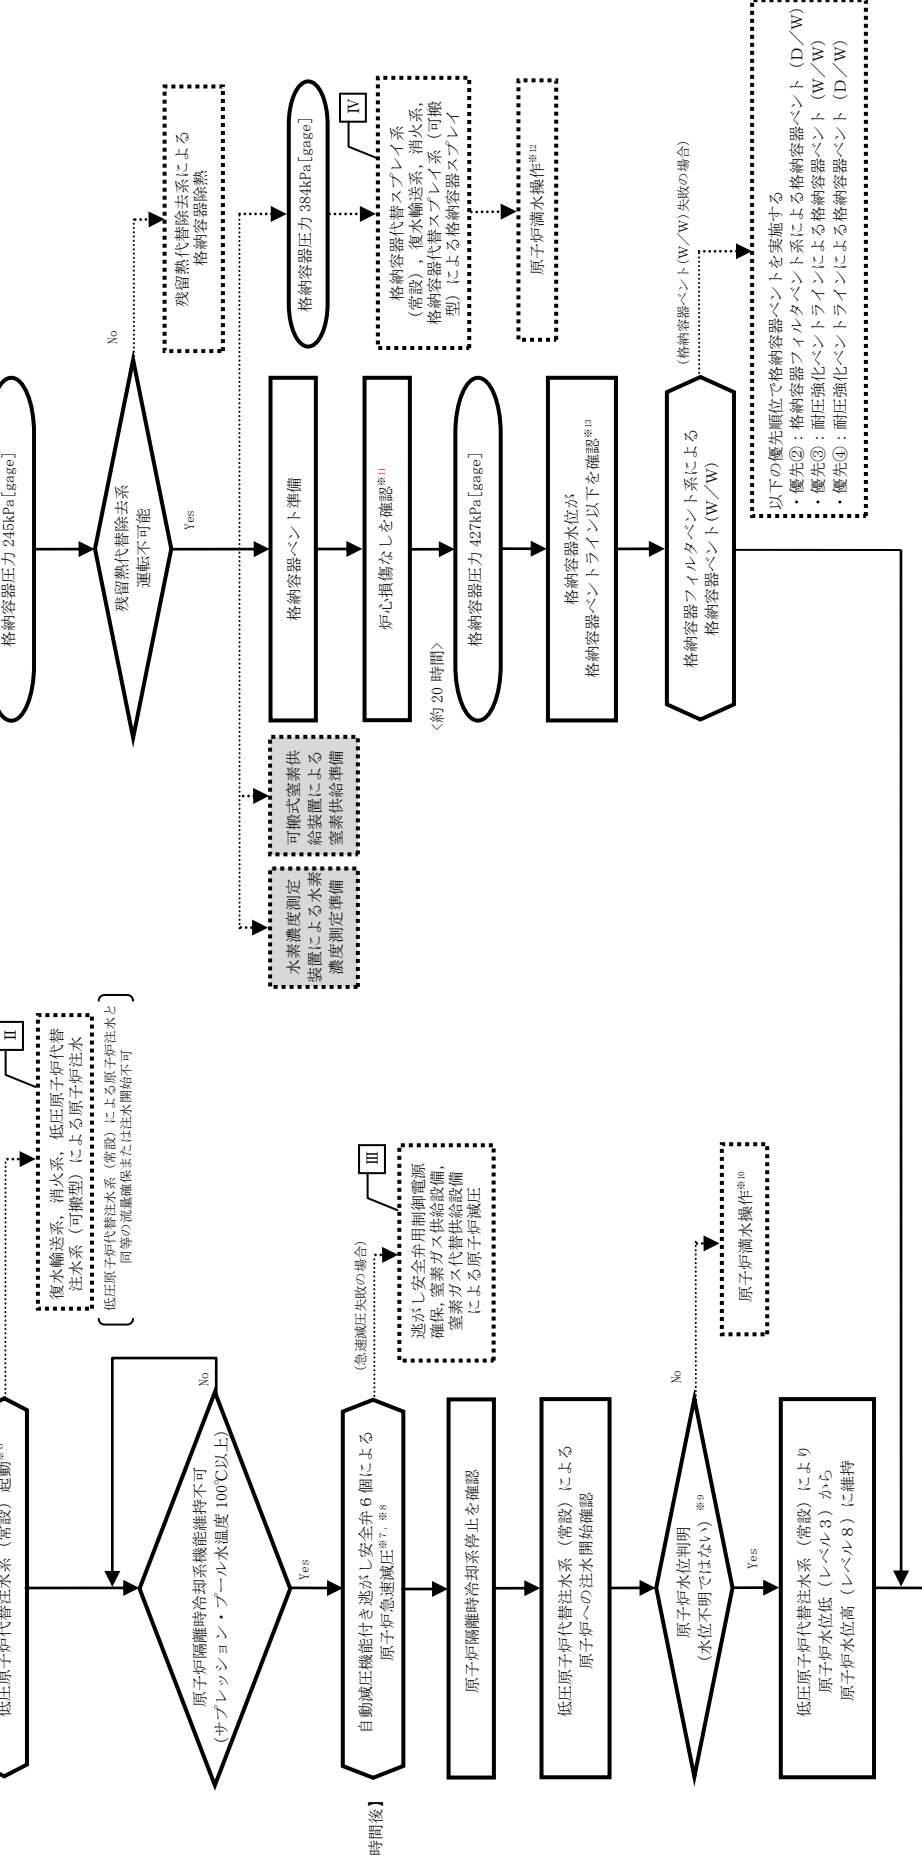 低圧原子炉代替注水系（常設）起動※6
Ⅱ
復水輸送系，消火系，低圧原子炉代替
注水系（可搬型）による原子炉注水
低圧原子炉代替注水系（常設）による原子炉注水と
同等の流量確保または注水開始不可
原子炉隔離時冷却系機能維持不可
(サプレッション・プール水温度100℃以上)
No
Yes
時間後】
自動減圧機能付き逃がし安全弁６個による
原子炉急速減圧※7，※8
（急速減圧失敗の場合）
Ⅲ
逃がし安全弁用制御電源
確保，窒素ガス供給設備，
窒素ガス代替供給設備
による原子炉減圧
原子炉隔離時冷却系停止を確認
低圧原子炉代替注水系（常設）による
原子炉への注水開始確認
原子炉水位判明
(水位不明ではない) ※9
No
Yes
原子炉満水操作※10
低圧原子炉代替注水系（常設）により
原子炉水位低（レベル３）から
原子炉水位高（レベル８）に維持
格納容器圧力 245kPa[gage]
残留熱代替除去系
運転不可能
No
Yes
残留熱代替除去系による
格納容器除熱
水素濃度測定
装置による水素
濃度測定準備
可搬式窒素供
給装置による
窒素供給準備
格納容器ベント準備
格納容器圧力 384kPa[gage]
Ⅳ
格納容器代替スプレイ系
（常設），復水輸送系，消火系，
格納容器代替スプレイ系（可搬
型）による格納容器スプレイ
原子炉満水操作※12
炉心損傷なしを確認※11
<約 20 時間>
格納容器圧力 427kPa[gage]
格納容器水位が
格納容器ベントライン以下を確認※13
格納容器フィルタベント系による
格納容器ベント(Ｗ／Ｗ)
(格納容器ベント(Ｗ／Ｗ)失敗の場合)
以下の優先順位で格納容器ベントを実施する
・優先②：格納容器フィルタベント系による格納容器ベント（Ｄ／Ｗ）
・優先③：耐圧強化ベントラインによる格納容器ベント（Ｗ／Ｗ）
・優先④：耐圧強化ベントラインによる格納容器ベント（Ｄ／Ｗ）